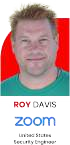 ROY DAVIS
zoom
United States
Security Engineer